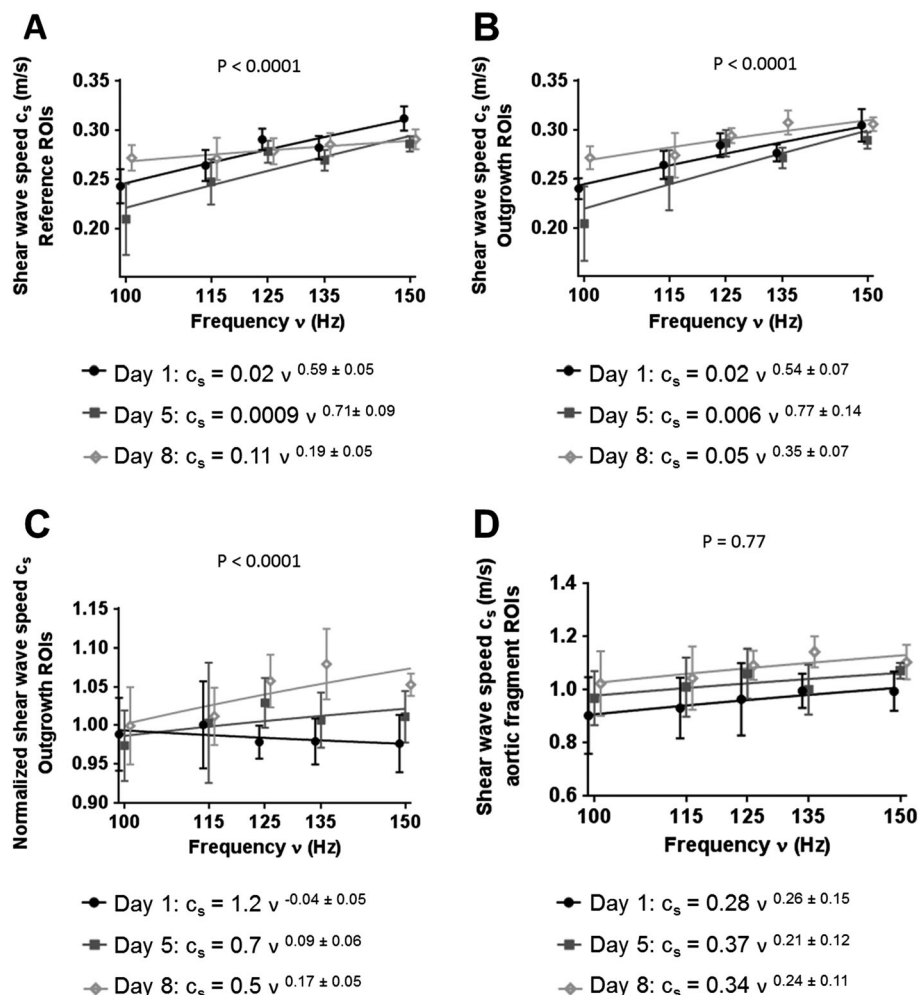 A
P < 0.0001
Shear wave speed cₛ (m/s)
Reference ROIs
0.35
0.30
0.25
0.20
100 115 125 135 150
Frequency ν (Hz)
Day 1: cₛ = 0.02 ν 0.59 ± 0.05
Day 5: cₛ = 0.0009 ν 0.71± 0.09
Day 8: cₛ = 0.11 ν 0.19 ± 0.05
B
P < 0.0001
Shear wave speed cₛ (m/s)
Outgrowth ROIs
0.35
0.30
0.25
0.20
100 115 125 135 150
Frequency ν (Hz)
Day 1: cₛ = 0.02 ν 0.54 ± 0.07
Day 5: cₛ = 0.006 ν 0.77 ± 0.14
Day 8: cₛ = 0.05 ν 0.35 ± 0.07
C
P < 0.0001
Normalized shear wave speed cₛ
Outgrowth ROIs
1.15
1.10
1.05
1.00
0.95
0.90
100 115 125 135 150
Frequency ν (Hz)
Day 1: cₛ = 1.2 ν -0.04 ± 0.05
Day 5: cₛ = 0.7 ν 0.09 ± 0.06
Day 8: cₛ = 0.5 ν 0.17 ± 0.05
D
P = 0.77
Shear wave speed cₛ (m/s)
aortic fragment ROIs
1.4
1.2
1.0
0.8
0.6
100 115 125 135 150
Frequency ν (Hz)
Day 1: cₛ = 0.28 ν 0.26 ± 0.15
Day 5: cₛ = 0.37 ν 0.21 ± 0.12
Day 8: cₛ = 0.34 ν 0.24 ± 0.11